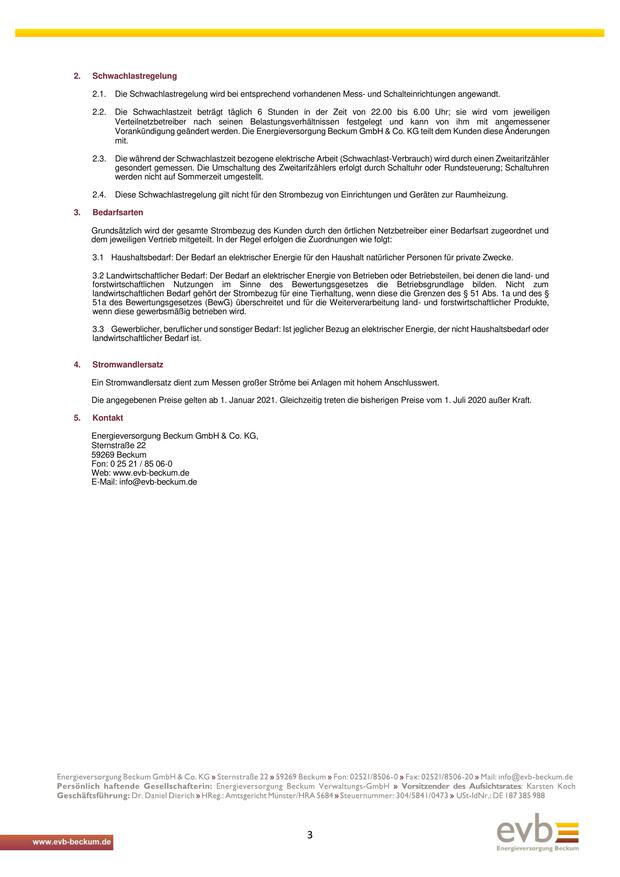 2. Schwachlastregelung
2.1. Die Schwachlastregelung wird bei entsprechend vorhandenen Mess- und Schalteinrichtungen angewandt.
2.2. Die Schwachlastzeit beträgt täglich 6 Stunden in der Zeit von 22.00 bis 6.00 Uhr; sie wird vom jeweiligen
Verteilnetzbetreiber nach seinen Belastungsverhältnissen festgelegt und kann von ihm mit angemessener
Vorankündigung geändert werden. Die Energieversorgung Beckum GmbH & Co. KG teilt dem Kunden diese Änderungen
mit.
2.3. Die während der Schwachlastzeit bezogene elektrische Arbeit (Schwachlast-Verbrauch) wird durch einen Zweitarifzähler
gesondert gemessen. Die Umschaltung des Zweitarifzählers erfolgt durch Schaltuhr oder Rundsteuerung; Schaltuhren
werden nicht auf Sommerzeit umgestellt.
2.4. Diese Schwachlastregelung gilt nicht für den Strombezug von Einrichtungen und Geräten zur Raumheizung.
3. Bedarfsarten
Grundsätzlich wird der gesamte Strombezug des Kunden durch den örtlichen Netzbetreiber einer Bedarfsart zugeordnet und
dem jeweiligen Vertrieb mitgeteilt. In der Regel erfolgen die Zuordnungen wie folgt:
3.1 Haushaltsbedarf: Der Bedarf an elektrischer Energie für den Haushalt natürlicher Personen für private Zwecke.
3.2 Landwirtschaftlicher Bedarf: Der Bedarf an elektrischer Energie von Betrieben oder Betriebsteilen, bei denen die land- und
forstwirtschaftlichen Nutzungen im Sinne des Bewertungsgesetzes die Betriebsgrundlage bilden. Nicht zum
landwirtschaftlichen Bedarf gehört der Strombezug für eine Tierhaltung, wenn diese die Grenzen des § 51 Abs. 1a und des §
51a des Bewertungsgesetzes (BewG) überschreitet und für die Weiterverarbeitung land- und forstwirtschaftlicher Produkte,
wenn diese gewerbsmäßig betrieben wird.
3.3 Gewerblicher, beruflicher und sonstiger Bedarf: Ist jeglicher Bezug an elektrischer Energie, der nicht Haushaltsbedarf oder
landwirtschaftlicher Bedarf ist.
4. Stromwandlersatz
Ein Stromwandlersatz dient zum Messen großer Ströme bei Anlagen mit hohem Anschlusswert.
Die angegebenen Preise gelten ab 1. Januar 2021. Gleichzeitig treten die bisherigen Preise vom 1. Juli 2020 außer Kraft.
5. Kontakt
Energieversorgung Beckum GmbH & Co. KG,
Sternstraße 22
59269 Beckum
Fon: 0 25 21 / 85 06-0
Web: www.evb-beckum.de
E-Mail: info@evb-beckum.de
Energieversorgung Beckum GmbH & Co. KG » Sternstraße 22 » 59269 Beckum » Fon: 02521/8506-0 » Fax: 02521/8506-20 » Mail: info@evb-beckum.de
Persönlich haftende Gesellschafterin: Energieversorgung Beckum Verwaltungs-GmbH » Vorsitzender des Aufsichtsrates: Karsten Koch
Geschäftsführung: Dr. Daniel Dierich » HReg.: Amtsgericht Münster/HRA 5684 » Steuernummer: 304/5841/0473 » USt-IdNr.: DE 187 385 988
www.evb-beckum.de
3
evb
Energieversorgung Beckum